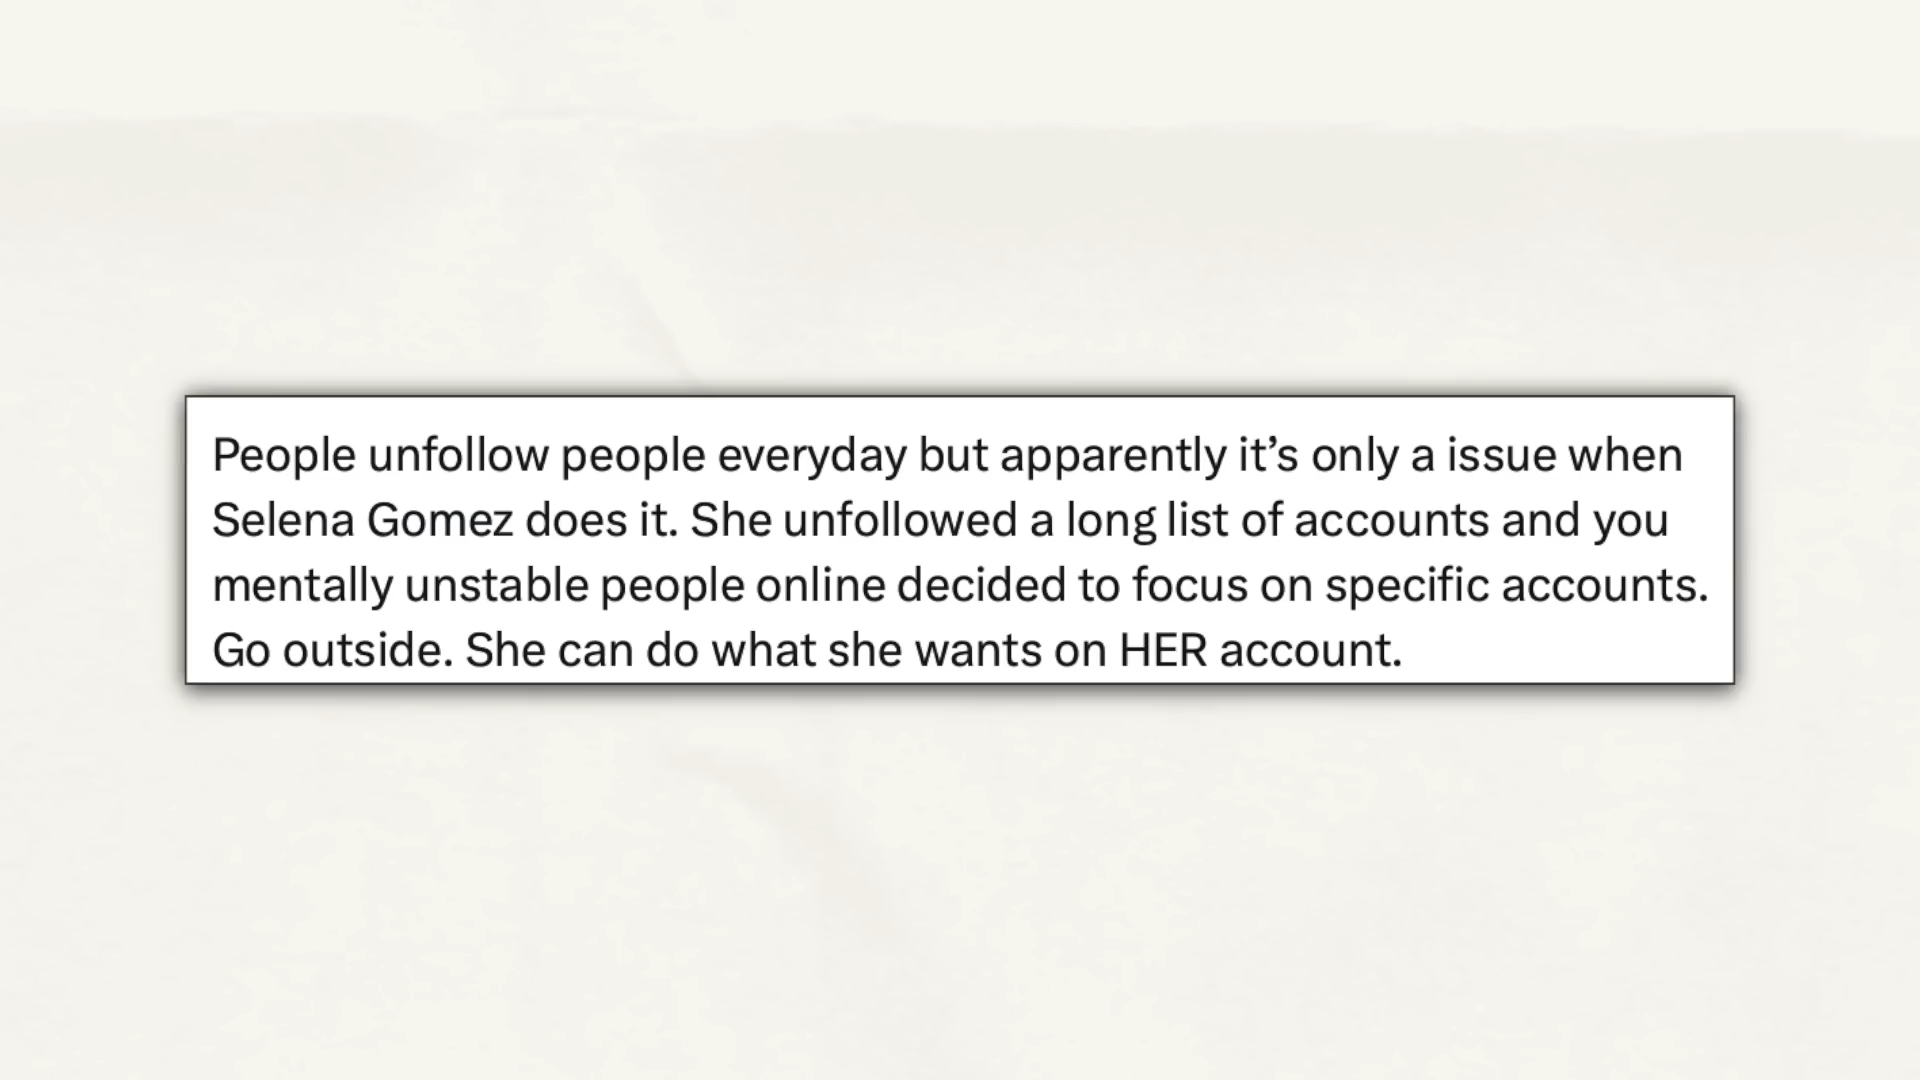 People unfollow people everyday but apparently it’s only a issue when
Selena Gomez does it. She unfollowed a long list of accounts and you
mentally unstable people online decided to focus on specific accounts.
Go outside. She can do what she wants on HER account.